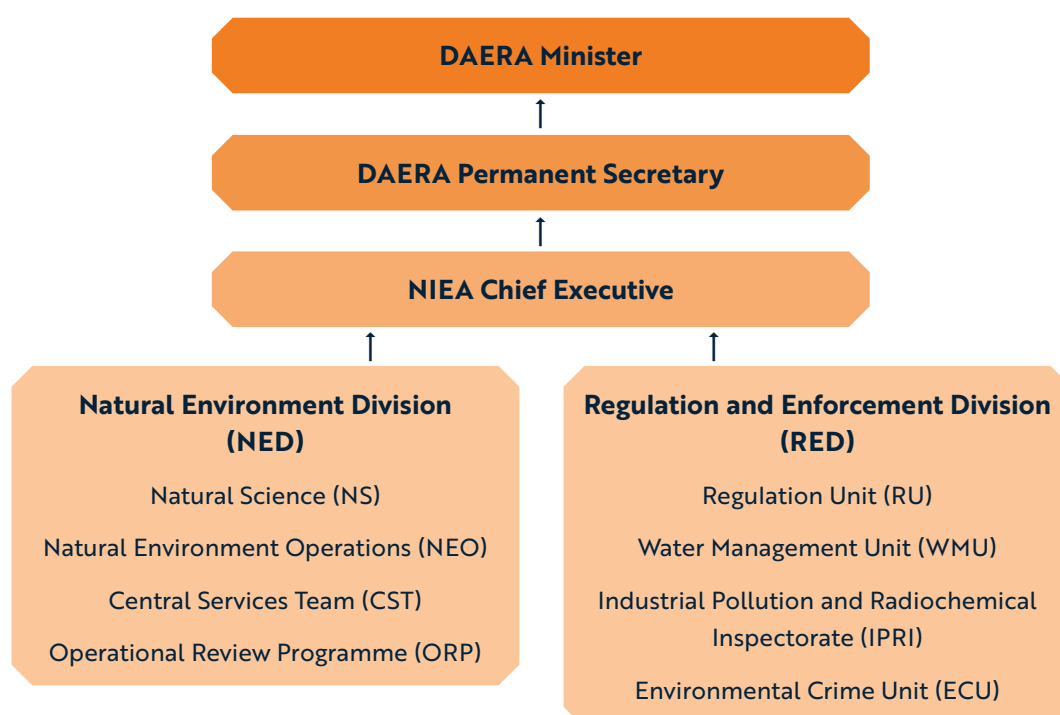 DAERA Minister
DAERA Permanent Secretary
NIEA Chief Executive
Natural Environment Division
(NED)
Natural Science (NS)
Natural Environment Operations (NEO)
Central Services Team (CST)
Operational Review Programme (ORP)
Regulation and Enforcement Division
(RED)
Regulation Unit (RU)
Water Management Unit (WMU)
Industrial Pollution and Radiochemical
Inspectorate (IPRI)
Environmental Crime Unit (ECU)